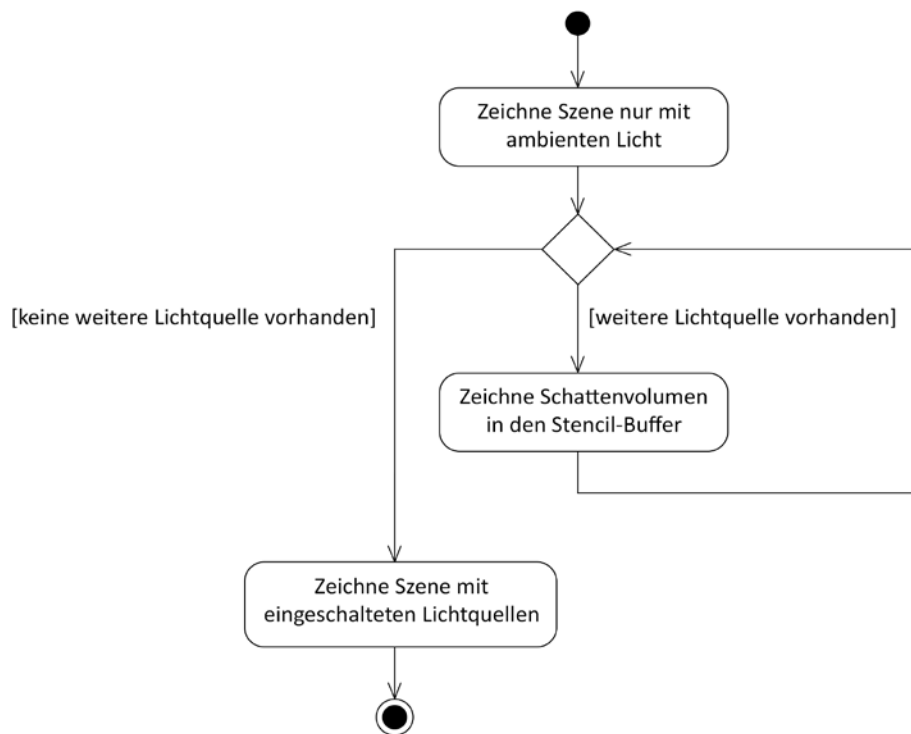 Zeichne Szene nur mit
ambienten Licht
[keine weitere Lichtquelle vorhanden]
[weitere Lichtquelle vorhanden]
Zeichne Schattenvolumen
in den Stencil-Buffer
Zeichne Szene mit
eingeschalteten Lichtquellen